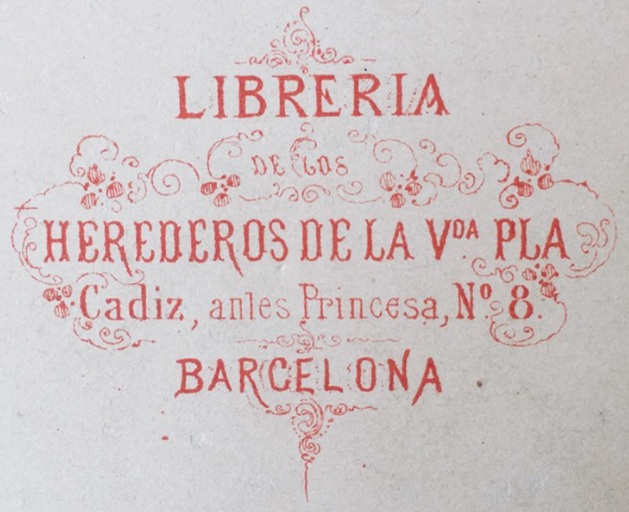 LIBRERIA
DE LOS
HEREDEROS DE LA VDA PLA
Cadiz, antes Princesa, Nº 8.
BARCELONA